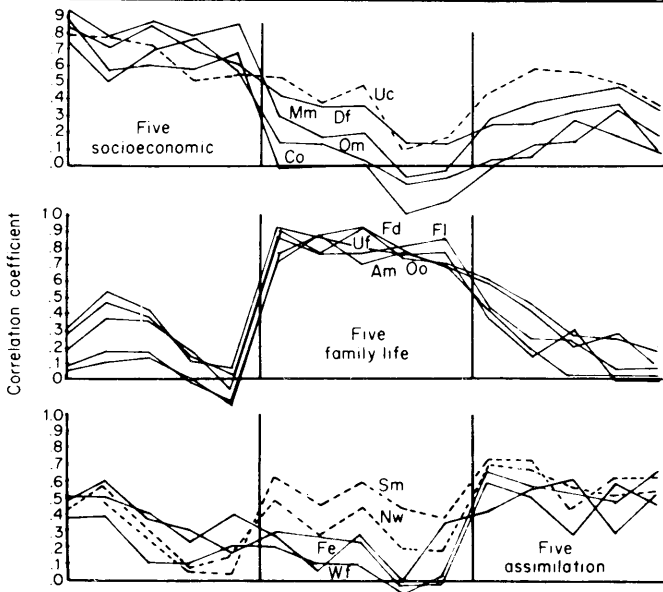 .9
.8
.7
.6
.5
.4
.3
.2
.1
.0
Uc
Mm Df
Five
socioeconomic
Om
Co
Correlation coefficient
1.0
.9
.8
.7
.6
.5
.4
.3
.2
.1
.0
Fd Fl
Uf
Am Oo
Five
family life
1.0
.9
.8
.7
.6
.5
.4
.3
.2
.1
.0
Sm
Nw
Fe
Wf
Five
assimilation